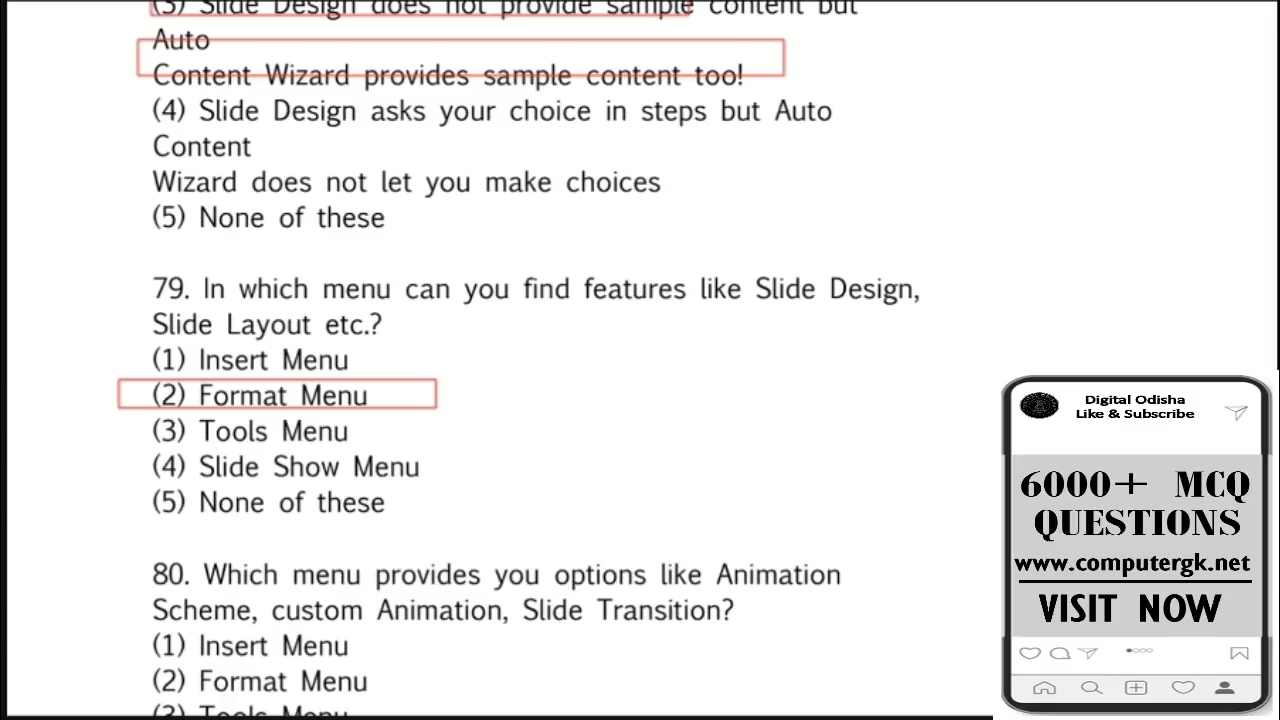 (3) Slide Design does not provide sample content but
Auto
Content Wizard provides sample content too!
(4) Slide Design asks your choice in steps but Auto
Content
Wizard does not let you make choices
(5) None of these
79. In which menu can you find features like Slide Design,
Slide Layout etc.?
(1) Insert Menu
(2) Format Menu
(3) Tools Menu
(4) Slide Show Menu
(5) None of these
80. Which menu provides you options like Animation
Scheme, custom Animation, Slide Transition?
(1) Insert Menu
(2) Format Menu
(3) Tools Menu
Digital Odisha
Like & Subscribe
6000+ MCQ
QUESTIONS
www.computergk.net
VISIT NOW